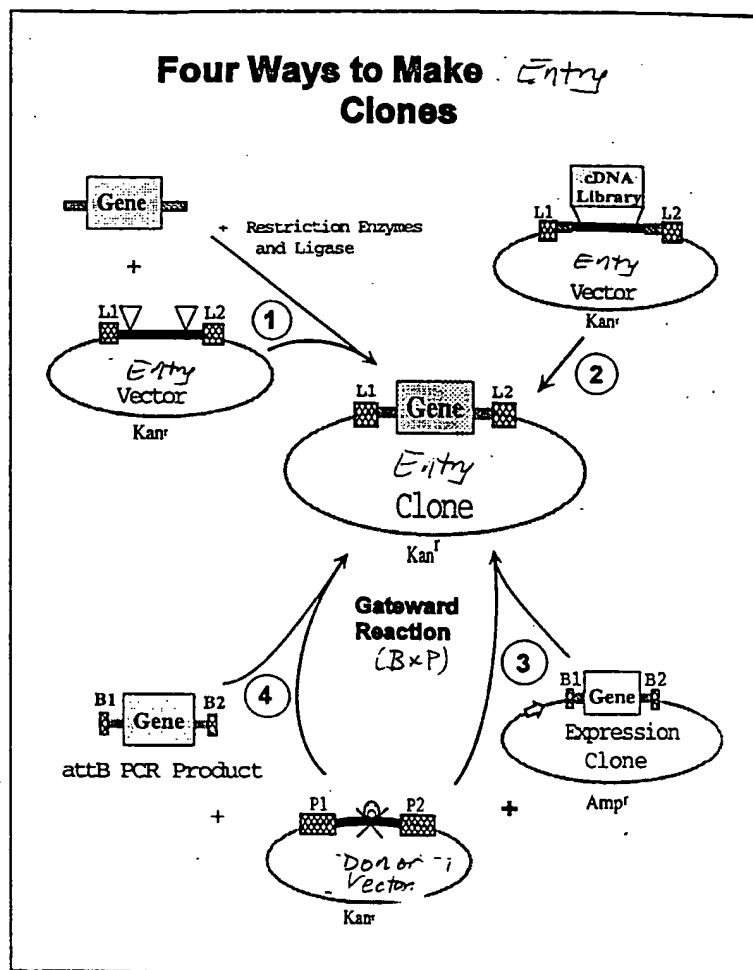 Four Ways to Make Entry
Clones
Gene
+ Restriction Enzymes
and Ligase
+
L1 L2
Entry
Vector
Kanʳ
1
cDNA
Library
L1 L2
Entry
Vector
Kanʳ
2
L1 Gene L2
Entry
Clone
Kanʳ
Gateward
Reaction
(B×P)
4
3
B1 Gene B2
attB PCR Product
+
P1 P2
Donor
Vector
Kanʳ
+
B1 Gene B2
Expression
Clone
Ampʳ